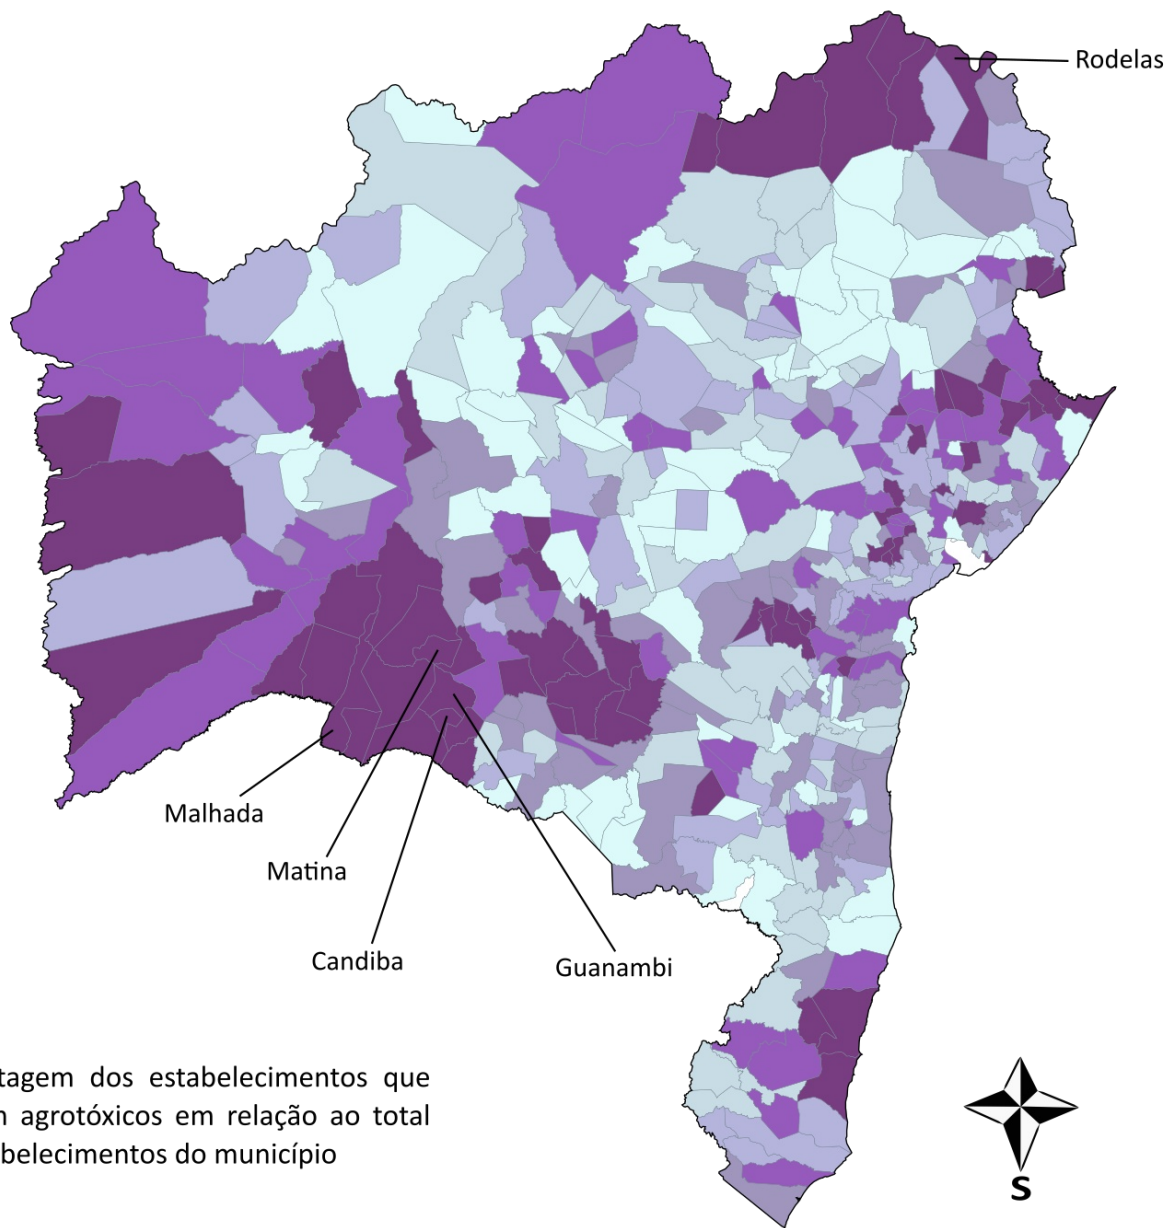 Rodelas
Malhada
Matina
Candiba
Guanambi
tagem dos estabelecimentos que
agrotóxicos em relação ao total
belecimentos do município
S